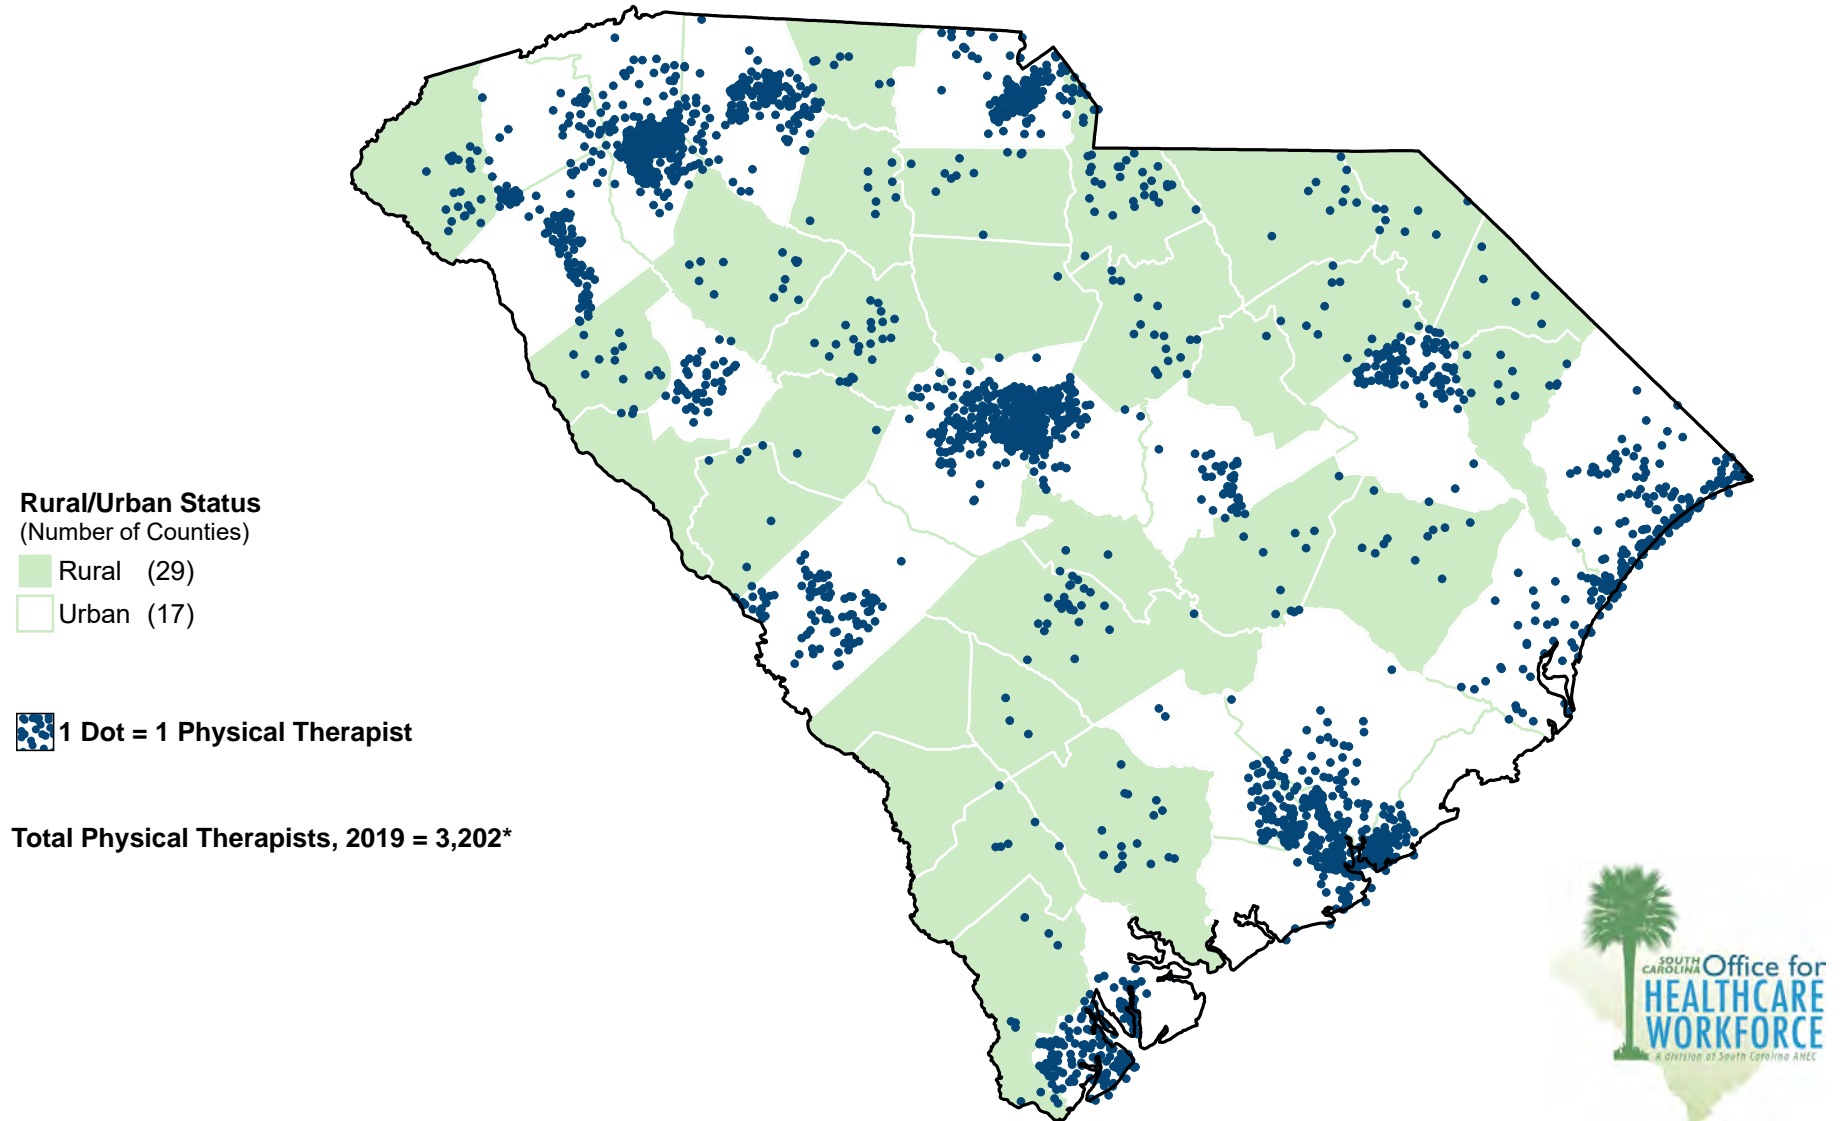 Rural/Urban Status
(Number of Counties)
Rural (29)
Urban (17)
1 Dot = 1 Physical Therapist
Total Physical Therapists, 2019 = 3,202*
SOUTH CAROLINA Office for
HEALTHCARE
WORKFORCE
A division of South Carolina AHEC